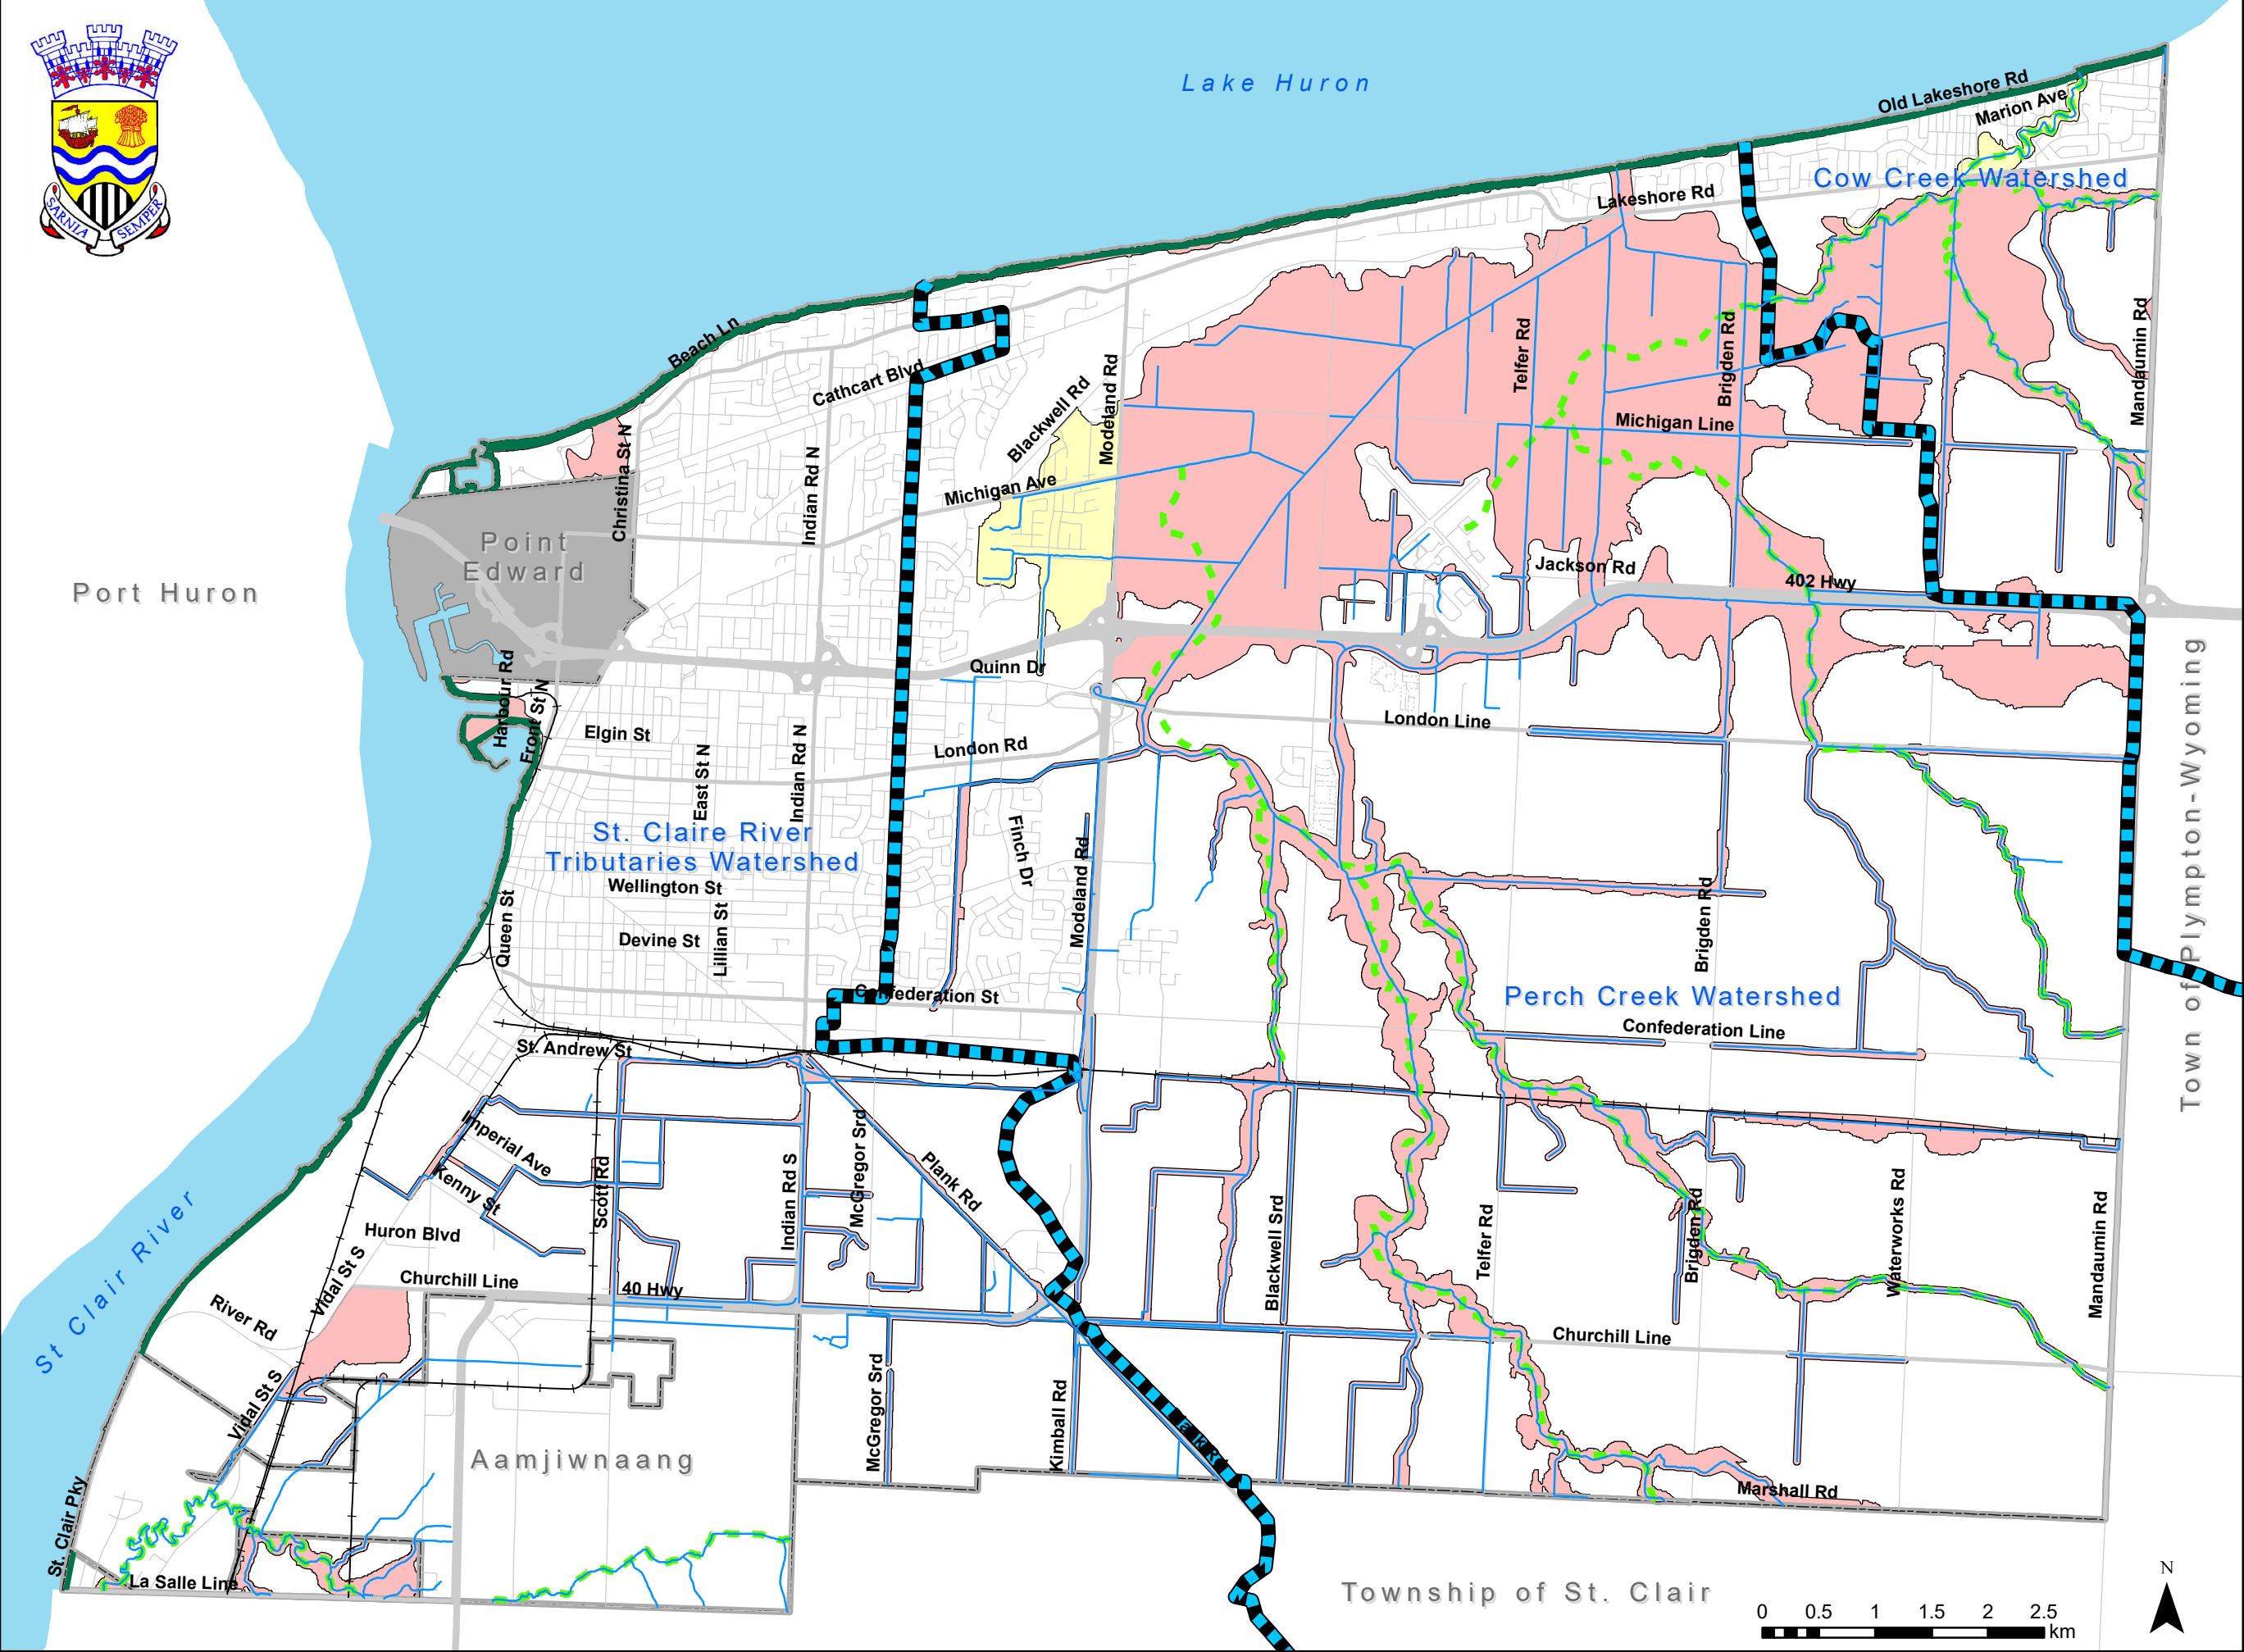 Lake Huron
Old Lakeshore Rd
Marion Ave
Cow Creek Watershed
Lakeshore Rd
SARNIA
SEMPER
Beach Ln
Cathcart Blvd
Blackwell Rd
Modeland Rd
Telfer Rd
Brigden Rd
Mandaumin Rd
Michigan Line
Christina St N
Indian Rd N
Michigan Ave
Point
Edward
Port Huron
Jackson Rd
402 Hwy
Quinn Dr
Harbour Rd
Front St N
Elgin St
East St N
Indian Rd N
London Rd
London Line
Town of Plympton-Wyoming
St. Claire River
Tributaries Watershed
Finch Dr
Modeland Rd
Wellington St
Lillian St
Devine St
Queen St
Brigden Rd
Confederation St
Perch Creek Watershed
Confederation Line
St. Andrew St
Imperial Ave
Kenny St
Scott Rd
Indian Rd S
McGregor Srd
Plank Rd
Huron Blvd
Vidal St S
Churchill Line
40 Hwy
Blackwell Srd
Telfer Rd
Brigden Rd
Waterworks Rd
Mandaumin Rd
St Clair River
River Rd
Churchill Line
Vidal St S
McGregor Srd
Kimball Rd
Aamjiwnaang
Marshall Rd
St. Clair Pky
La Salle Line
Township of St. Clair
N
0 0.5 1 1.5 2 2.5
km